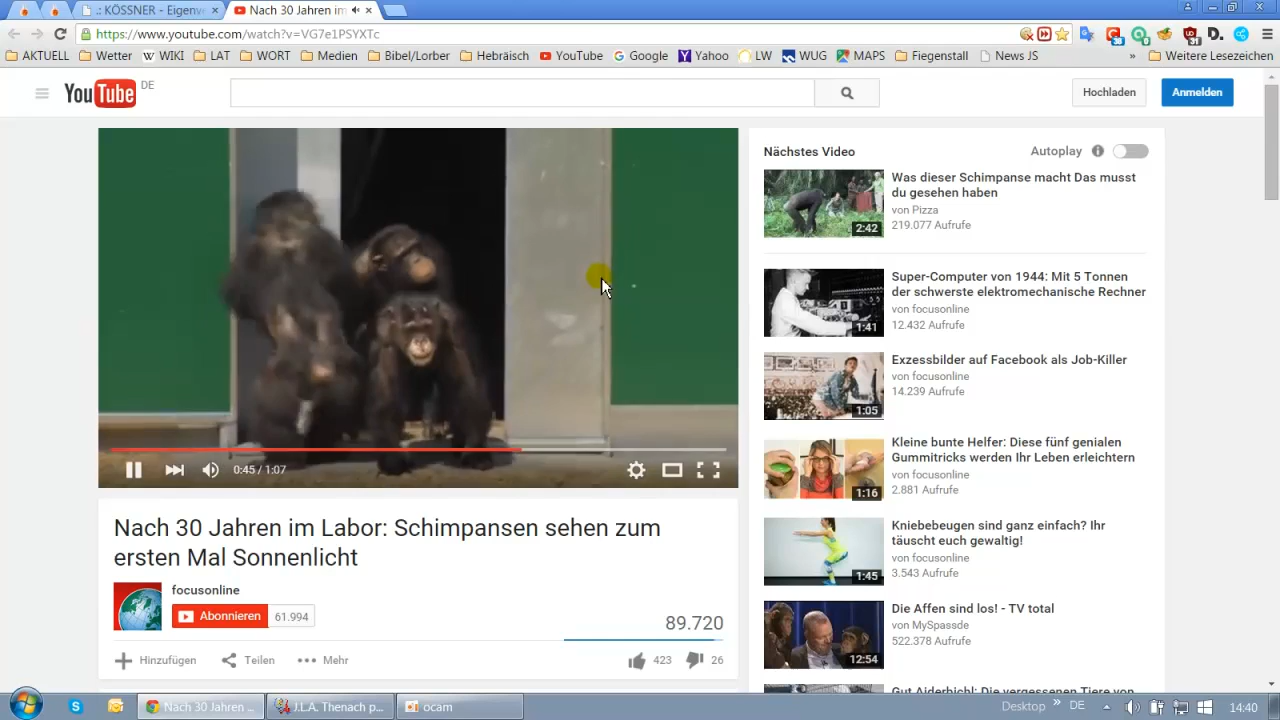 .: KÖSSNER - Eigenv
Nach 30 Jahren im
https://www.youtube.com/watch?v=VG7e1PSYXTc
AKTUELL
Wetter
WIKI
LAT
WORT
Medien
Bibel/Lorber
Hebräisch
YouTube
Google
Yahoo
LW
WUG
MAPS
Fiegenstall
News JS
»
Weitere Lesezeichen
YouTube DE
Hochladen
Anmelden
0:45 / 1:07
Nach 30 Jahren im Labor: Schimpansen sehen zum
ersten Mal Sonnenlicht
focusonline
Abonnieren 61.994
89.720
Hinzufügen
Teilen
Mehr
423
26
Nächstes Video
Autoplay
Was dieser Schimpanse macht Das musst
du gesehen haben
von Pizza
219.077 Aufrufe
2:42
Super-Computer von 1944: Mit 5 Tonnen
der schwerste elektromechanische Rechner
von focusonline
12.432 Aufrufe
1:41
Exzessbilder auf Facebook als Job-Killer
von focusonline
14.239 Aufrufe
1:05
Kleine bunte Helfer: Diese fünf genialen
Gummitricks werden Ihr Leben erleichtern
von focusonline
2.881 Aufrufe
1:16
Kniebebeugen sind ganz einfach? Ihr
täuscht euch gewaltig!
von focusonline
3.543 Aufrufe
1:45
Die Affen sind los! - TV total
von MySpassde
522.378 Aufrufe
12:54
Gut Aiderbichl: Die vergessenen Tiere von
Nach 30 Jahren ...
J.L.A. Thenach p...
ocam
Desktop
»
DE
14:40